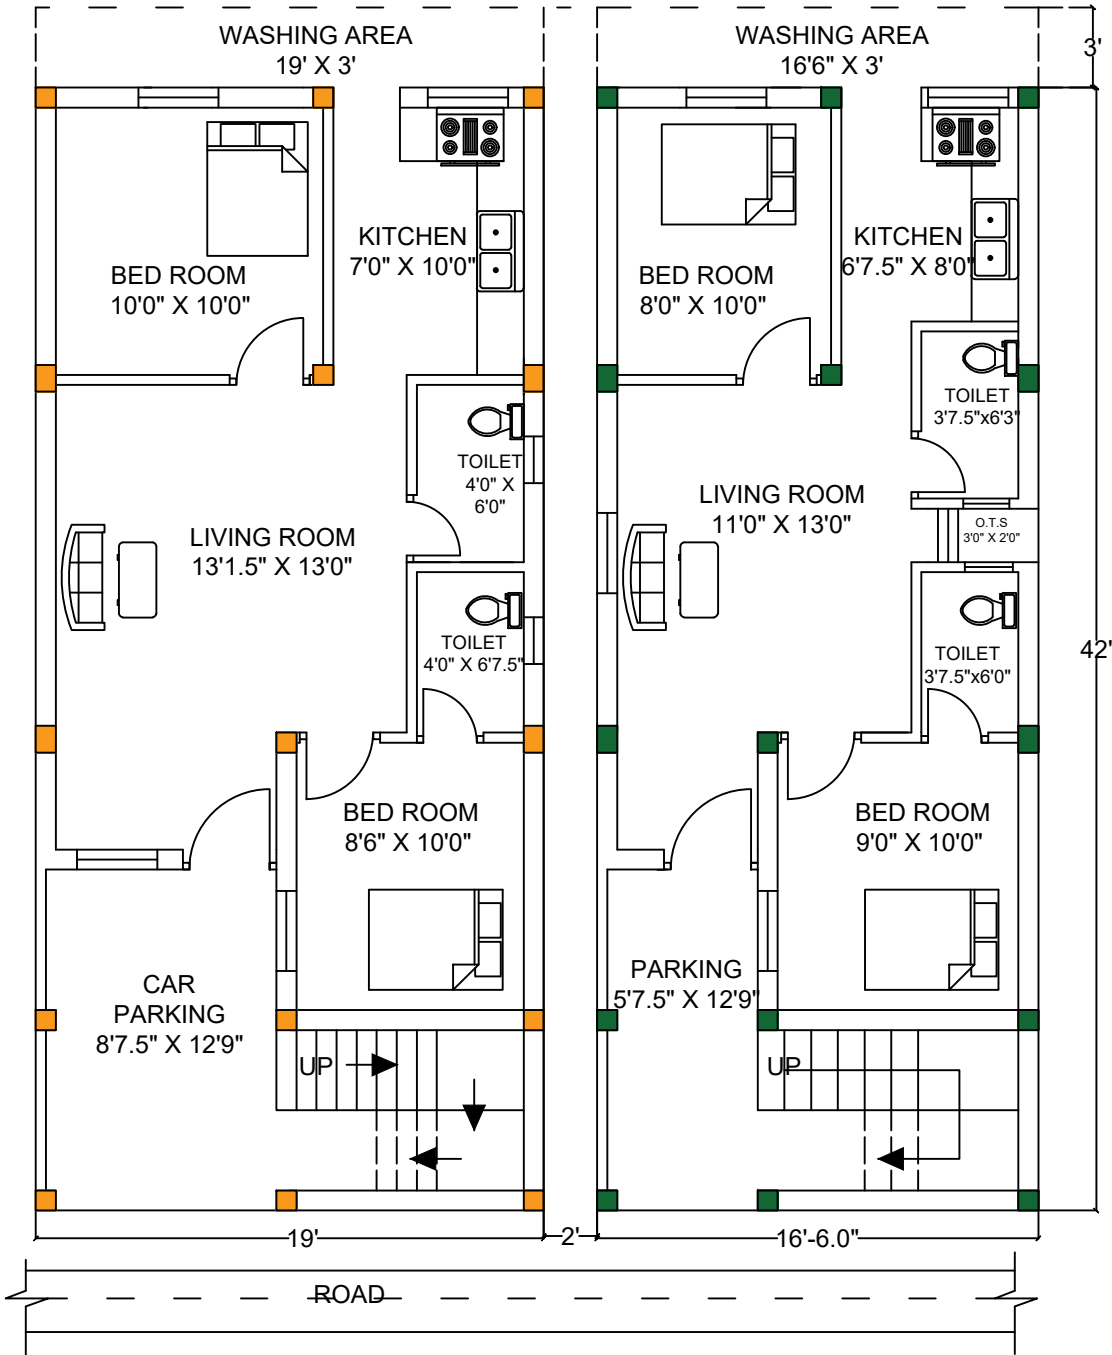 WASHING AREA
19' X 3'
WASHING AREA
16'6" X 3'
3'
BED ROOM
10'0" X 10'0"
KITCHEN
7'0" X 10'0"
BED ROOM
8'0" X 10'0"
KITCHEN
6'7.5" X 8'0"
TOILET
4'0" X
6'0"
TOILET
3'7.5"x6'3"
LIVING ROOM
13'1.5" X 13'0"
LIVING ROOM
11'0" X 13'0"
O.T.S
3'0" X 2'0"
TOILET
4'0" X 6'7.5"
TOILET
3'7.5"x6'0"
42'
BED ROOM
8'6" X 10'0"
BED ROOM
9'0" X 10'0"
CAR
PARKING
8'7.5" X 12'9"
PARKING
5'7.5" X 12'9"
UP
UP
19'
2'
16'-6.0"
ROAD